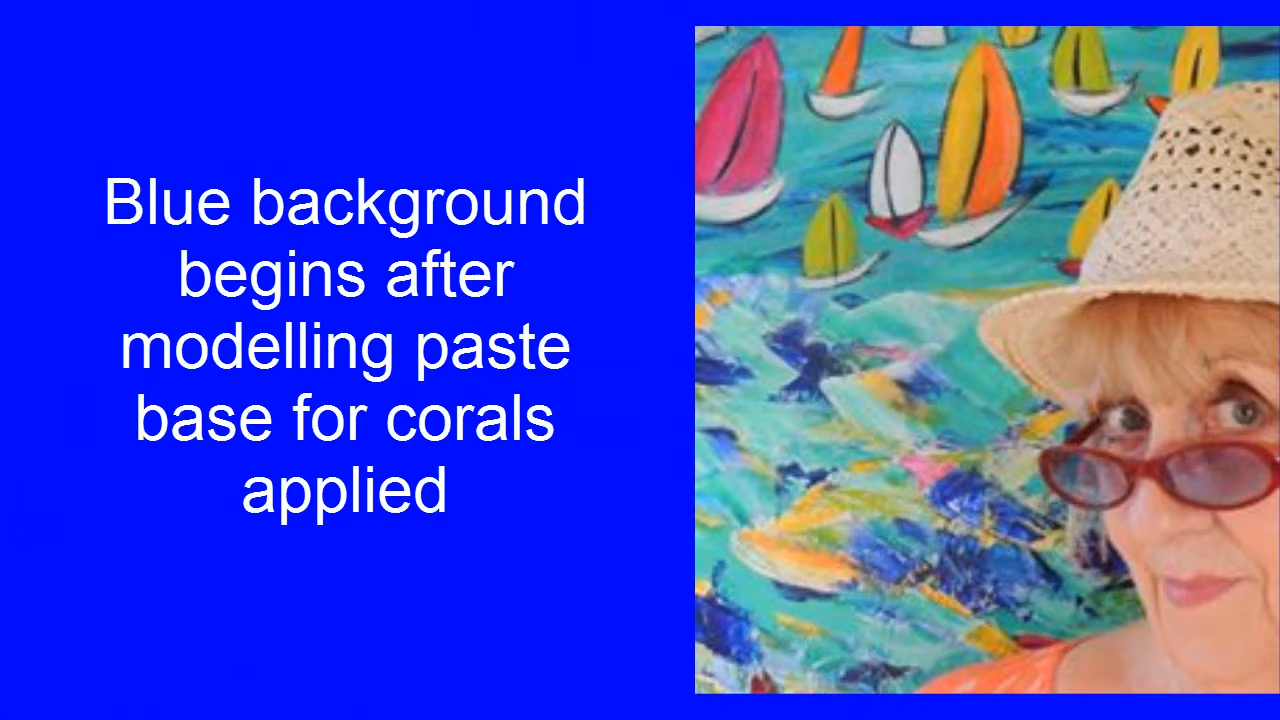 Blue background
begins after
modelling paste
base for corals
applied